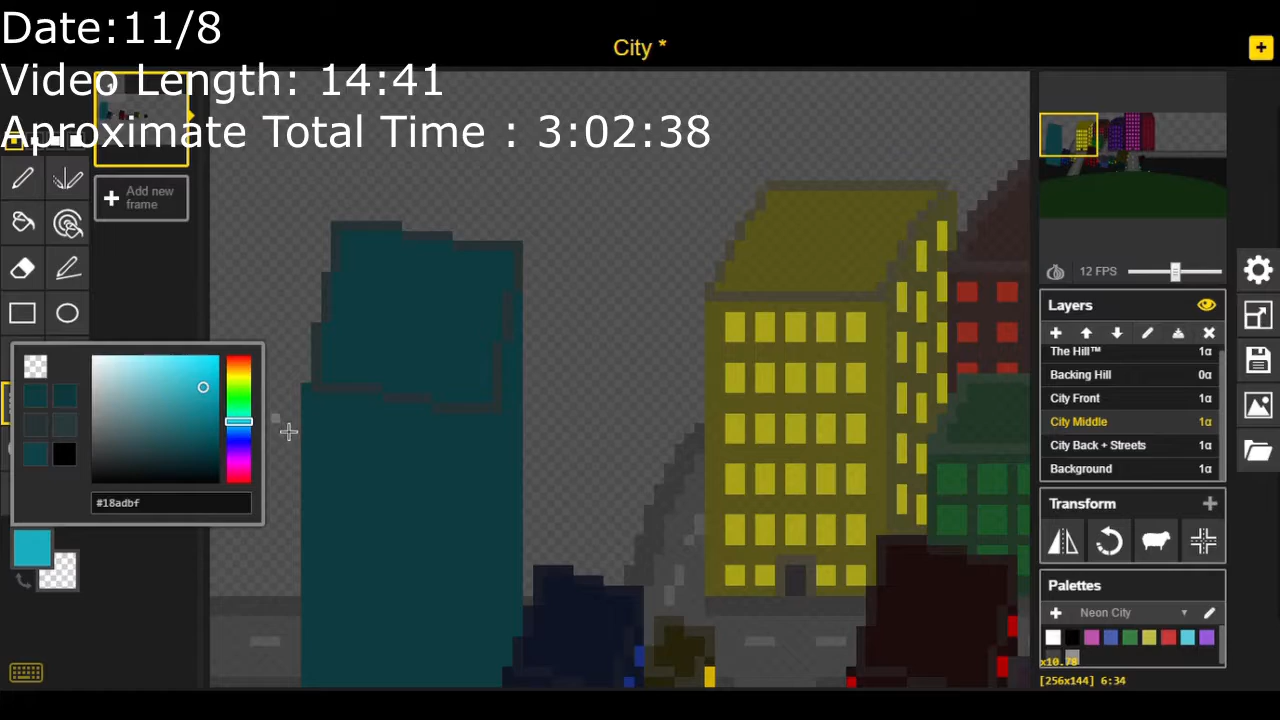 Date:11/8
City *
Video Length: 14:41
Aproximate Total Time : 3:02:38
Add new
frame
12 FPS
Layers
The Hill™ 1α
Backing Hill 0α
City Front 1α
City Middle 1α
City Back + Streets 1α
Background 1α
#18adbf
Transform
Palettes
Neon City
x10.78
[256x144] 6:34